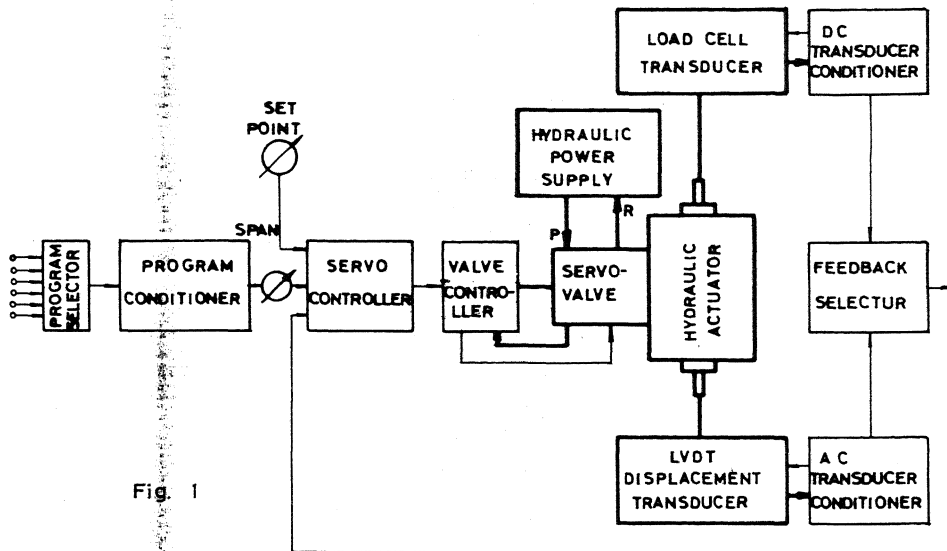 LOAD CELL
TRANSDUCER
DC
TRANSDUCER
CONDITIONER
SET
POINT
HYDRAULIC
POWER
SUPPLY
P
R
SPAN
PROGRAM
SELECTOR
PROGRAM
CONDITIONER
SERVO
CONTROLLER
VALVE
CONTRO-
LLER
SERVO-
VALVE
HYDRAULIC
ACTUATOR
FEEDBACK
SELECTUR
LVDT
DISPLACEMENT
TRANSDUCER
AC
TRANSDUCER
CONDITIONER
Fig. 1